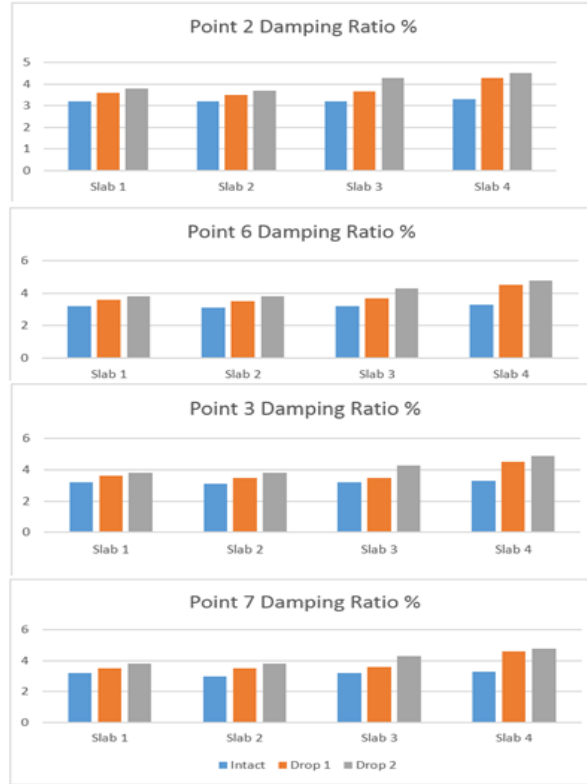 Point 2 Damping Ratio %
5
4
3
2
1
0
Slab 1 Slab 2 Slab 3 Slab 4
Point 6 Damping Ratio %
6
4
2
0
Slab 1 Slab 2 Slab 3 Slab 4
Point 3 Damping Ratio %
6
4
2
0
Slab 1 Slab 2 Slab 3 Slab 4
Point 7 Damping Ratio %
6
4
2
0
Slab 1 Slab 2 Slab 3 Slab 4
Intact Drop 1 Drop 2